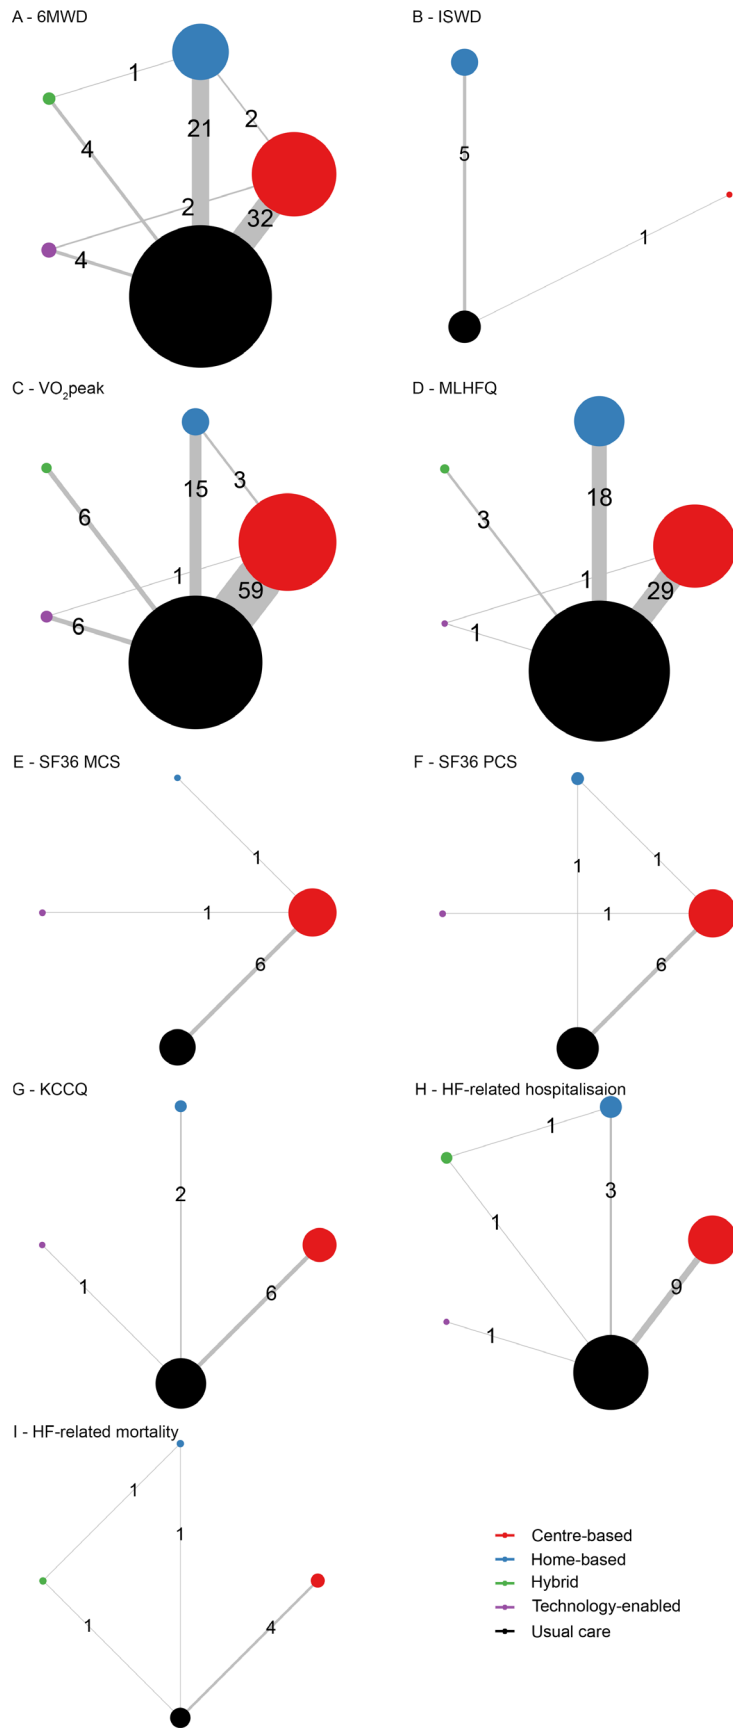 A - 6MWD
B - ISWD
1
2
21
4
2
32
4
5
1
C - VO₂peak
D - MLHFQ
15
3
6
1
59
6
18
3
1
29
1
E - SF36 MCS
F - SF36 PCS
1
1
6
1
1
1
6
G - KCCQ
H - HF-related hospitalisaion
2
1
6
1
3
1
9
1
I - HF-related mortality
1
1
1
4
Centre-based
Home-based
Hybrid
Technology-enabled
Usual care